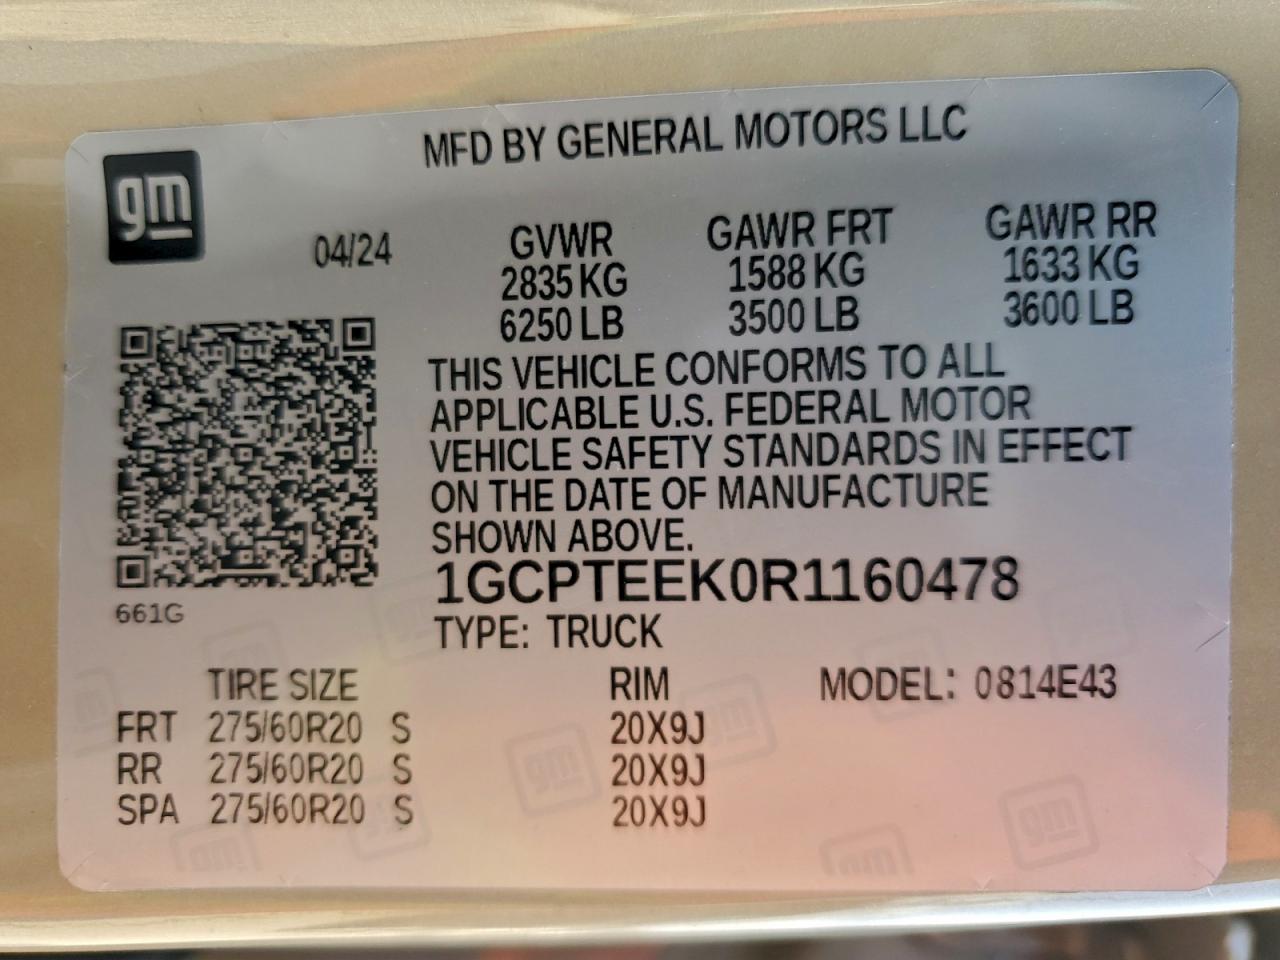 MFD BY GENERAL MOTORS LLC
gm
04/24
GVWR GAWR FRT GAWR RR
2835 KG 1588 KG 1633 KG
6250 LB 3500 LB 3600 LB
THIS VEHICLE CONFORMS TO ALL
APPLICABLE U.S. FEDERAL MOTOR
VEHICLE SAFETY STANDARDS IN EFFECT
ON THE DATE OF MANUFACTURE
SHOWN ABOVE.
1GCPTEEK0R1160478
661G
TYPE: TRUCK
TIRE SIZE RIM MODEL: 0814E43
FRT 275/60R20 S 20X9J
RR 275/60R20 S 20X9J
SPA 275/60R20 S 20X9J